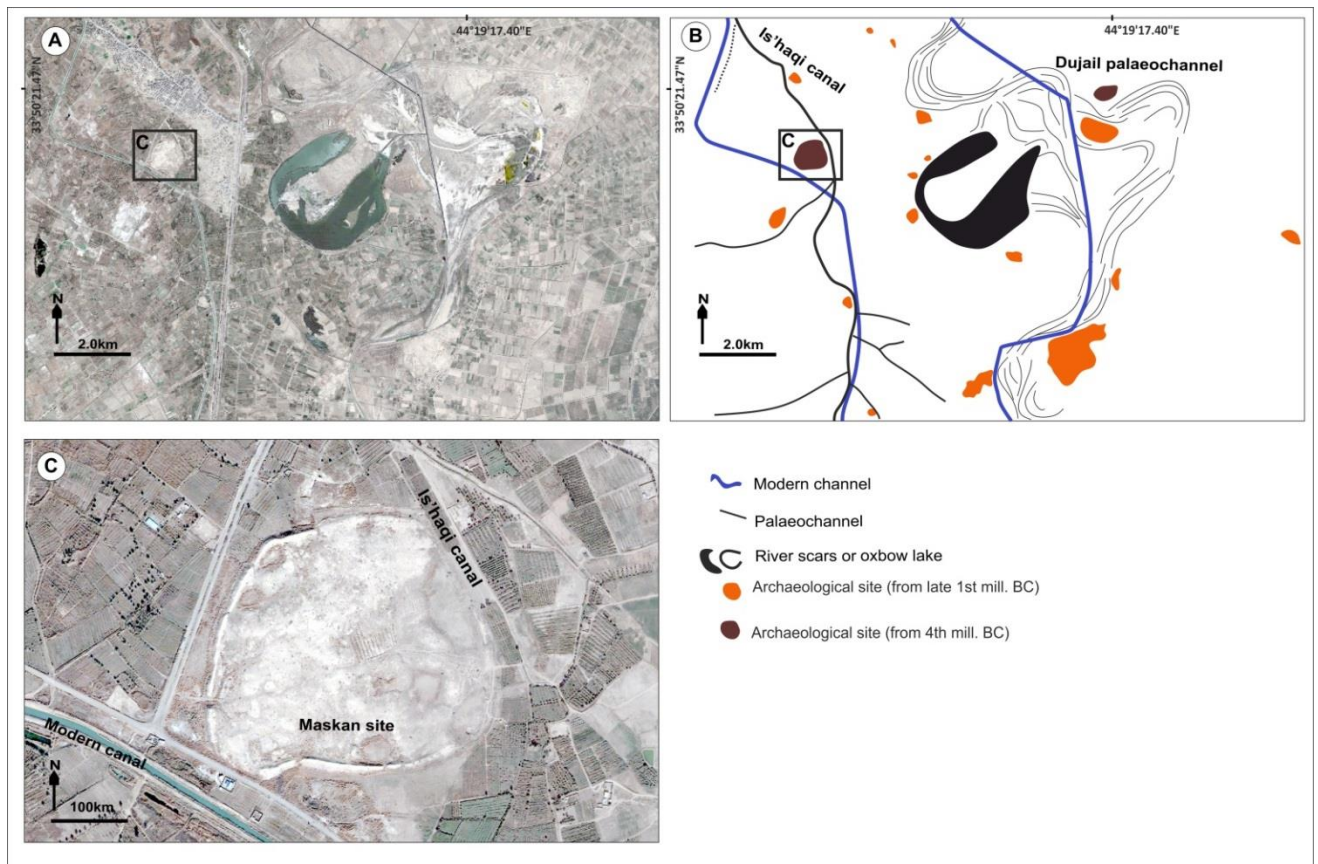 A
44°19'17.40"E
33°50'21.47"N
C
N
2.0km
B
44°19'17.40"E
33°50'21.47"N
Is'haqi canal
Dujail palaeochannel
C
N
2.0km
C
Is'haqi canal
Maskan site
Modern canal
N
100km
Modern channel
Palaeochannel
River scars or oxbow lake
Archaeological site (from late 1st mill. BC)
Archaeological site (from 4th mill. BC)